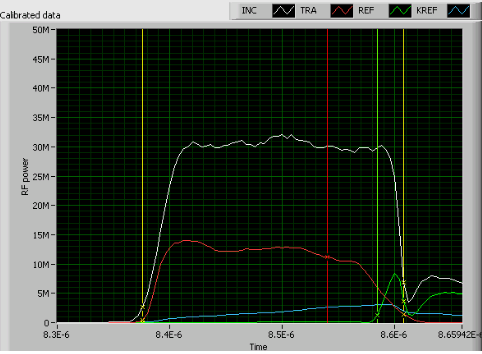 Calibrated data
INC TRA REF KREF
50M
45M
40M
35M
30M
25M
20M
15M
10M
5M
0
RF power
8.3E-6 8.4E-6 8.5E-6 8.6E-6 8.65942E-
Time